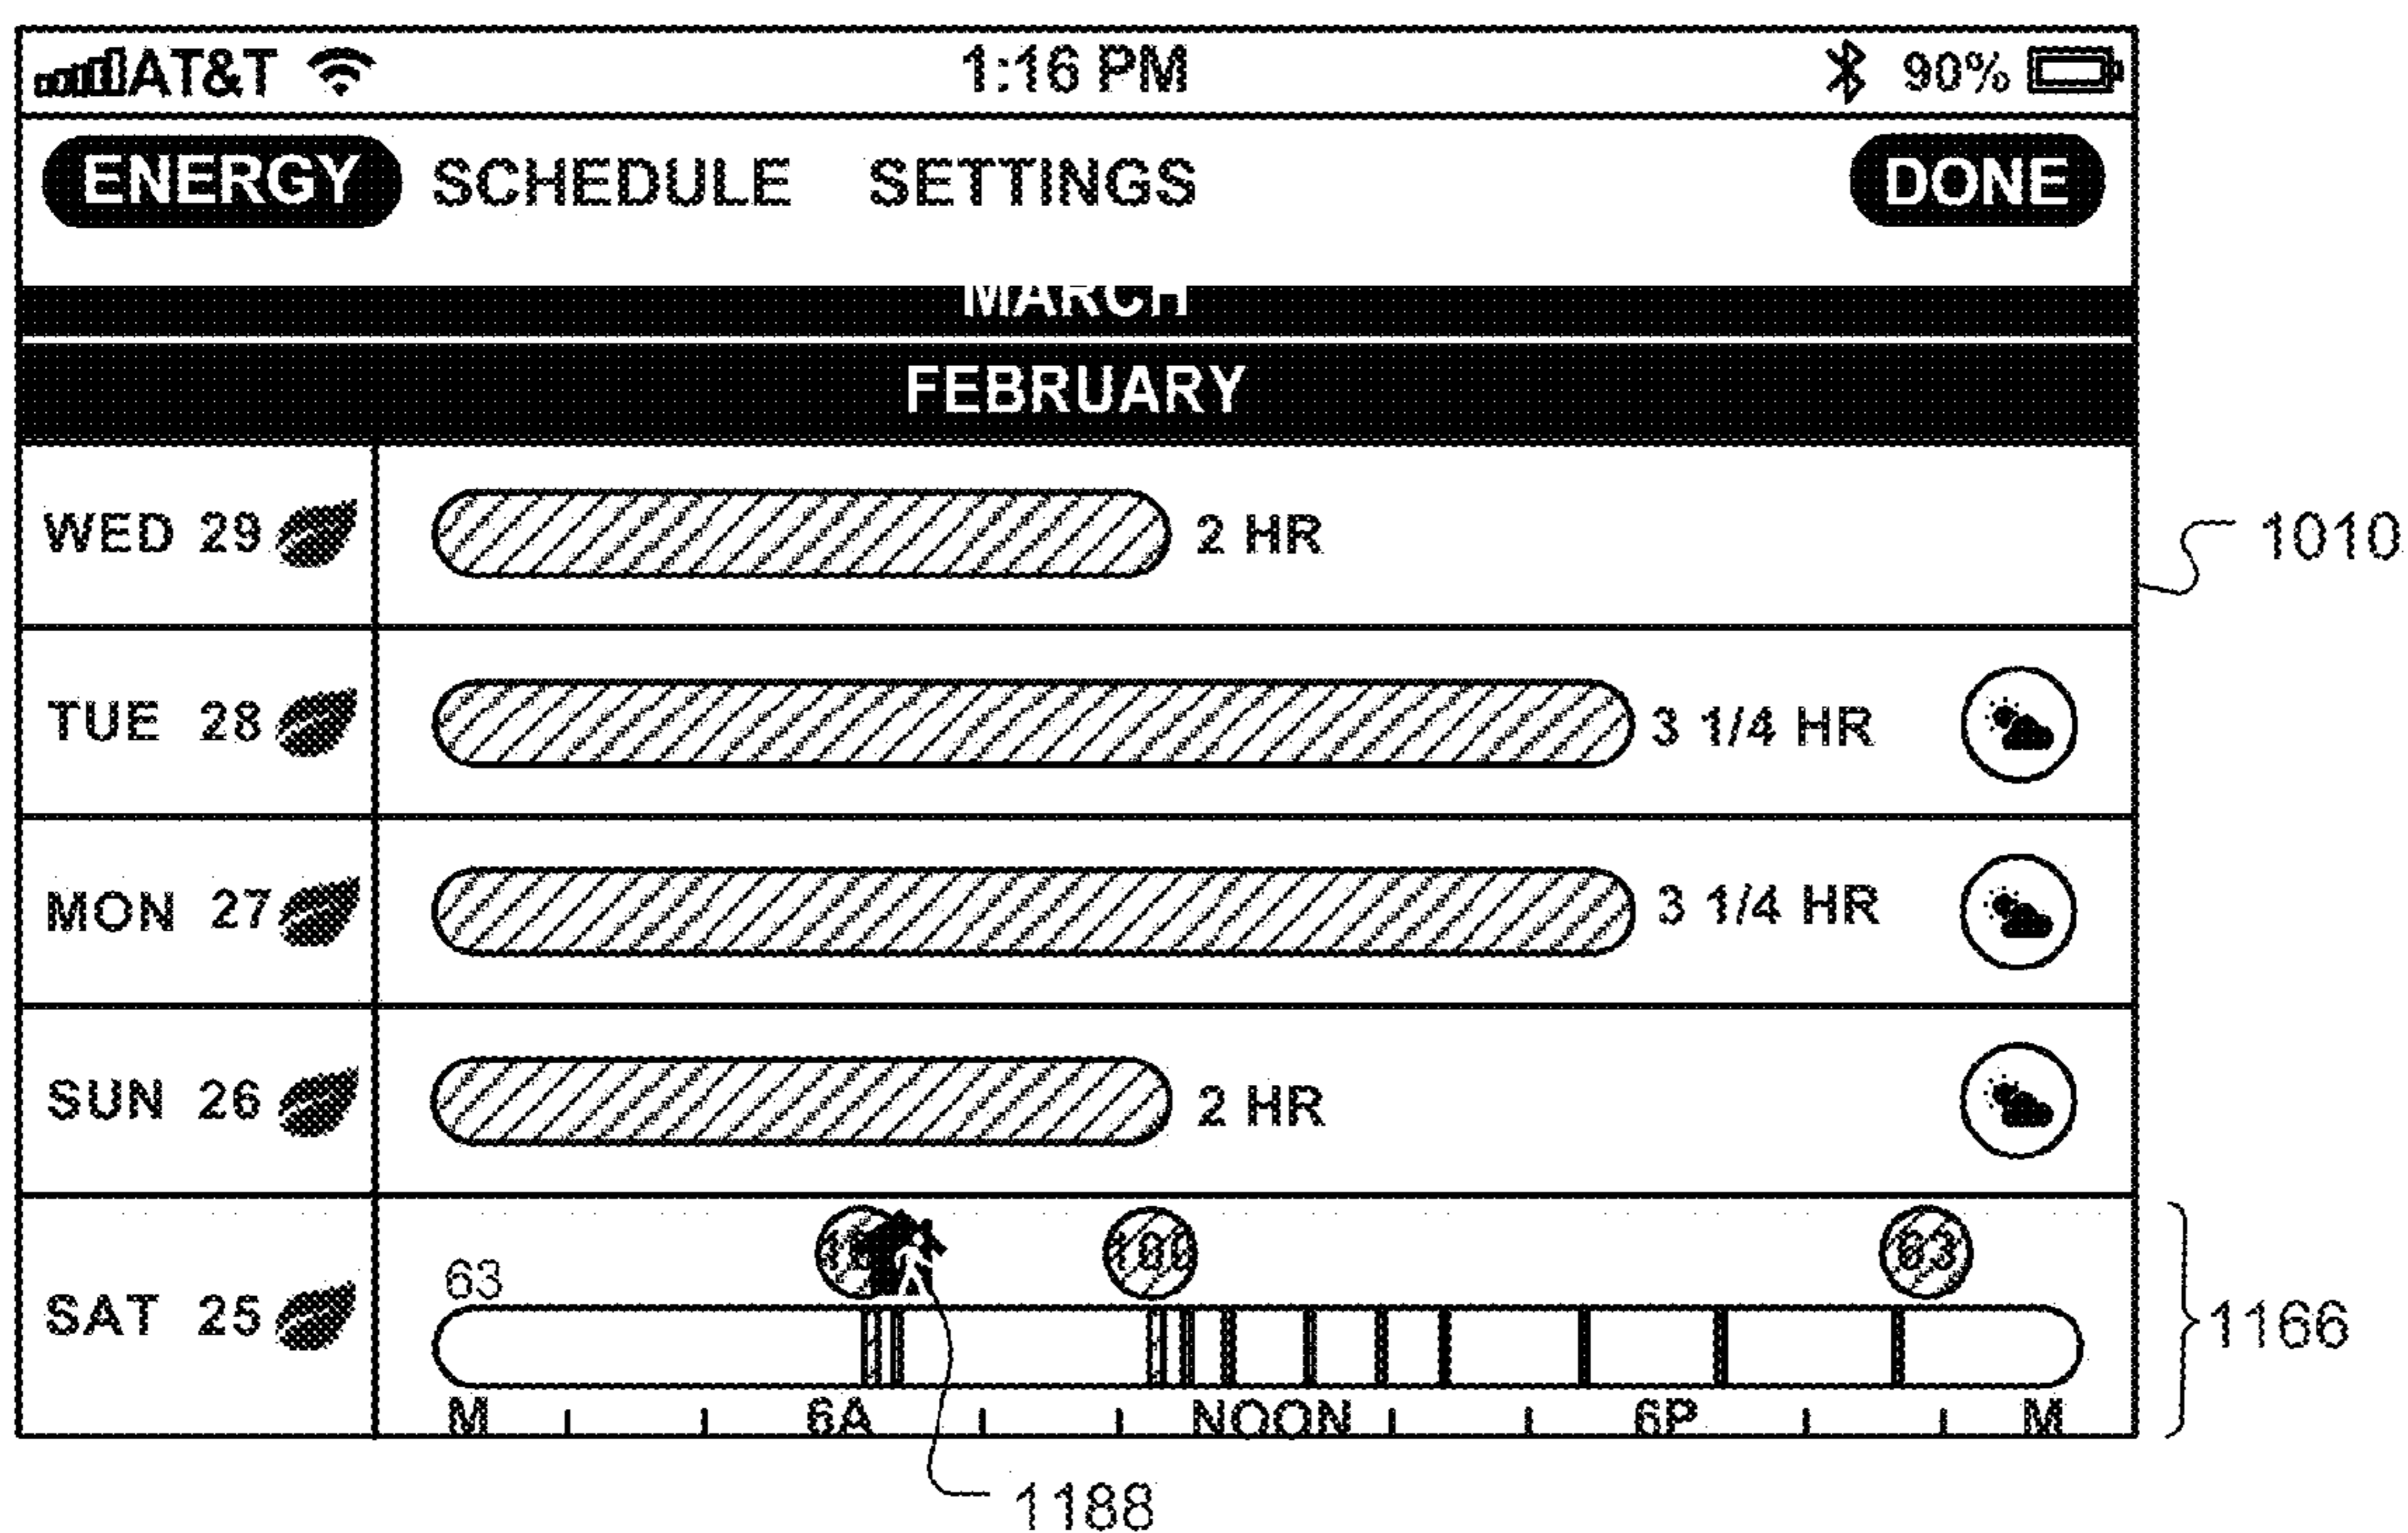 AT&T 1:16 PM 90%
ENERGY SCHEDULE SETTINGS DONE
MARCH
FEBRUARY
WED 29 2 HR
1010
TUE 28 3 1/4 HR
MON 27 3 1/4 HR
SUN 26 2 HR
SAT 25 63 100 63
1166
M 6A NOON 6P M
1188